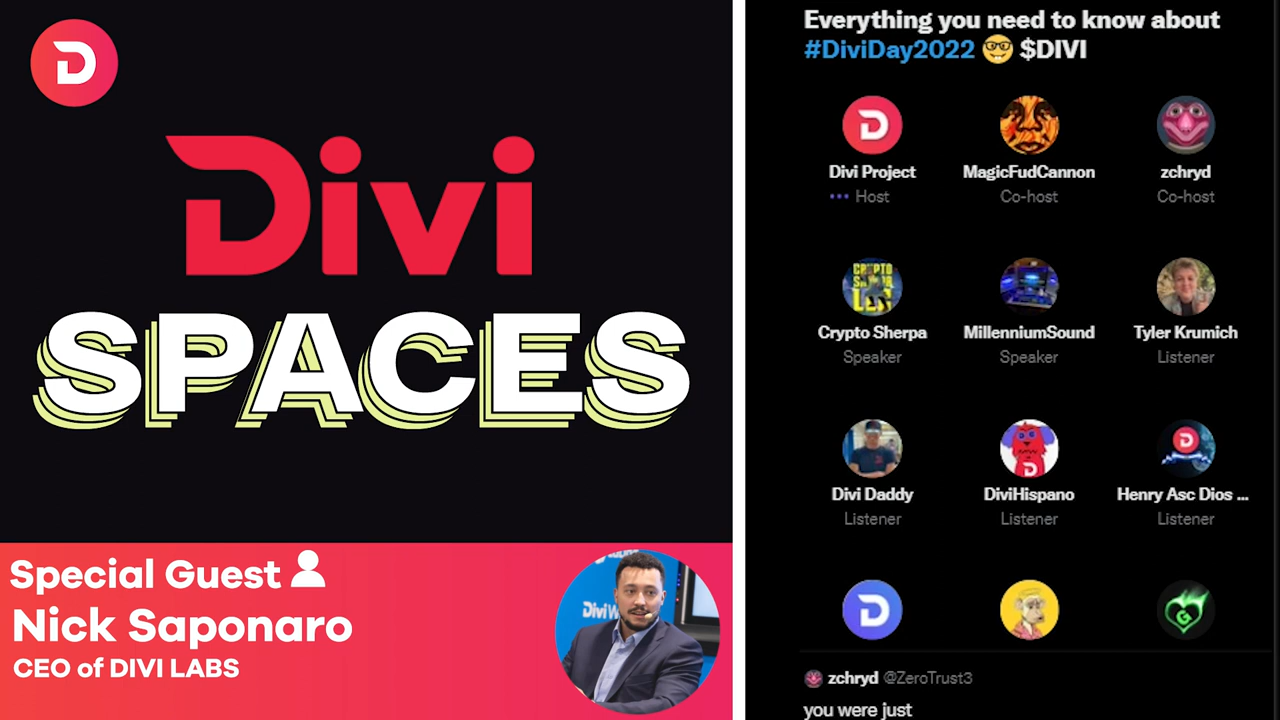 D
Divi
SPACES
Special Guest
Nick Saponaro
CEO of DIVI LABS
Everything you need to know about
#DiviDay2022 🤓 $DIVI
Divi Project
MagicFudCannon
zchryd
Host
Co-host
Co-host
Crypto Sherpa
MillenniumSound
Tyler Krumich
Speaker
Speaker
Listener
Divi Daddy
DiviHispano
Henry Asc Dios ...
Listener
Listener
Listener
zchryd @ZeroTrust3
you were just